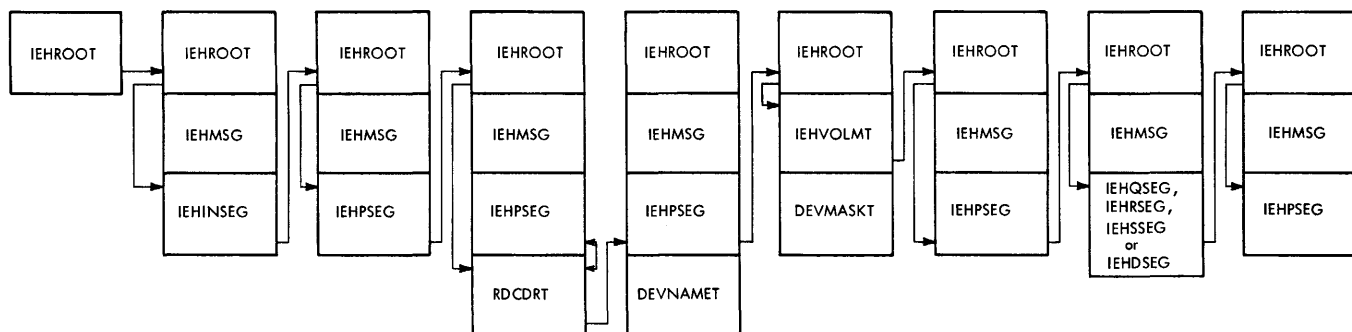 IEHROOT
IEHROOT
IEHMSG
IEHINSEG
IEHROOT
IEHMSG
IEHPSEG
IEHROOT
IEHMSG
IEHPSEG
RDCDRT
IEHROOT
IEHMSG
IEHPSEG
DEVNAMET
IEHROOT
IEHVOLMT
DEVMASKT
IEHROOT
IEHMSG
IEHPSEG
IEHROOT
IEHMSG
IEHQSEG,
IEHRSEG,
IEHSSEG
or
IEHDSEG
IEHROOT
IEHMSG
IEHPSEG